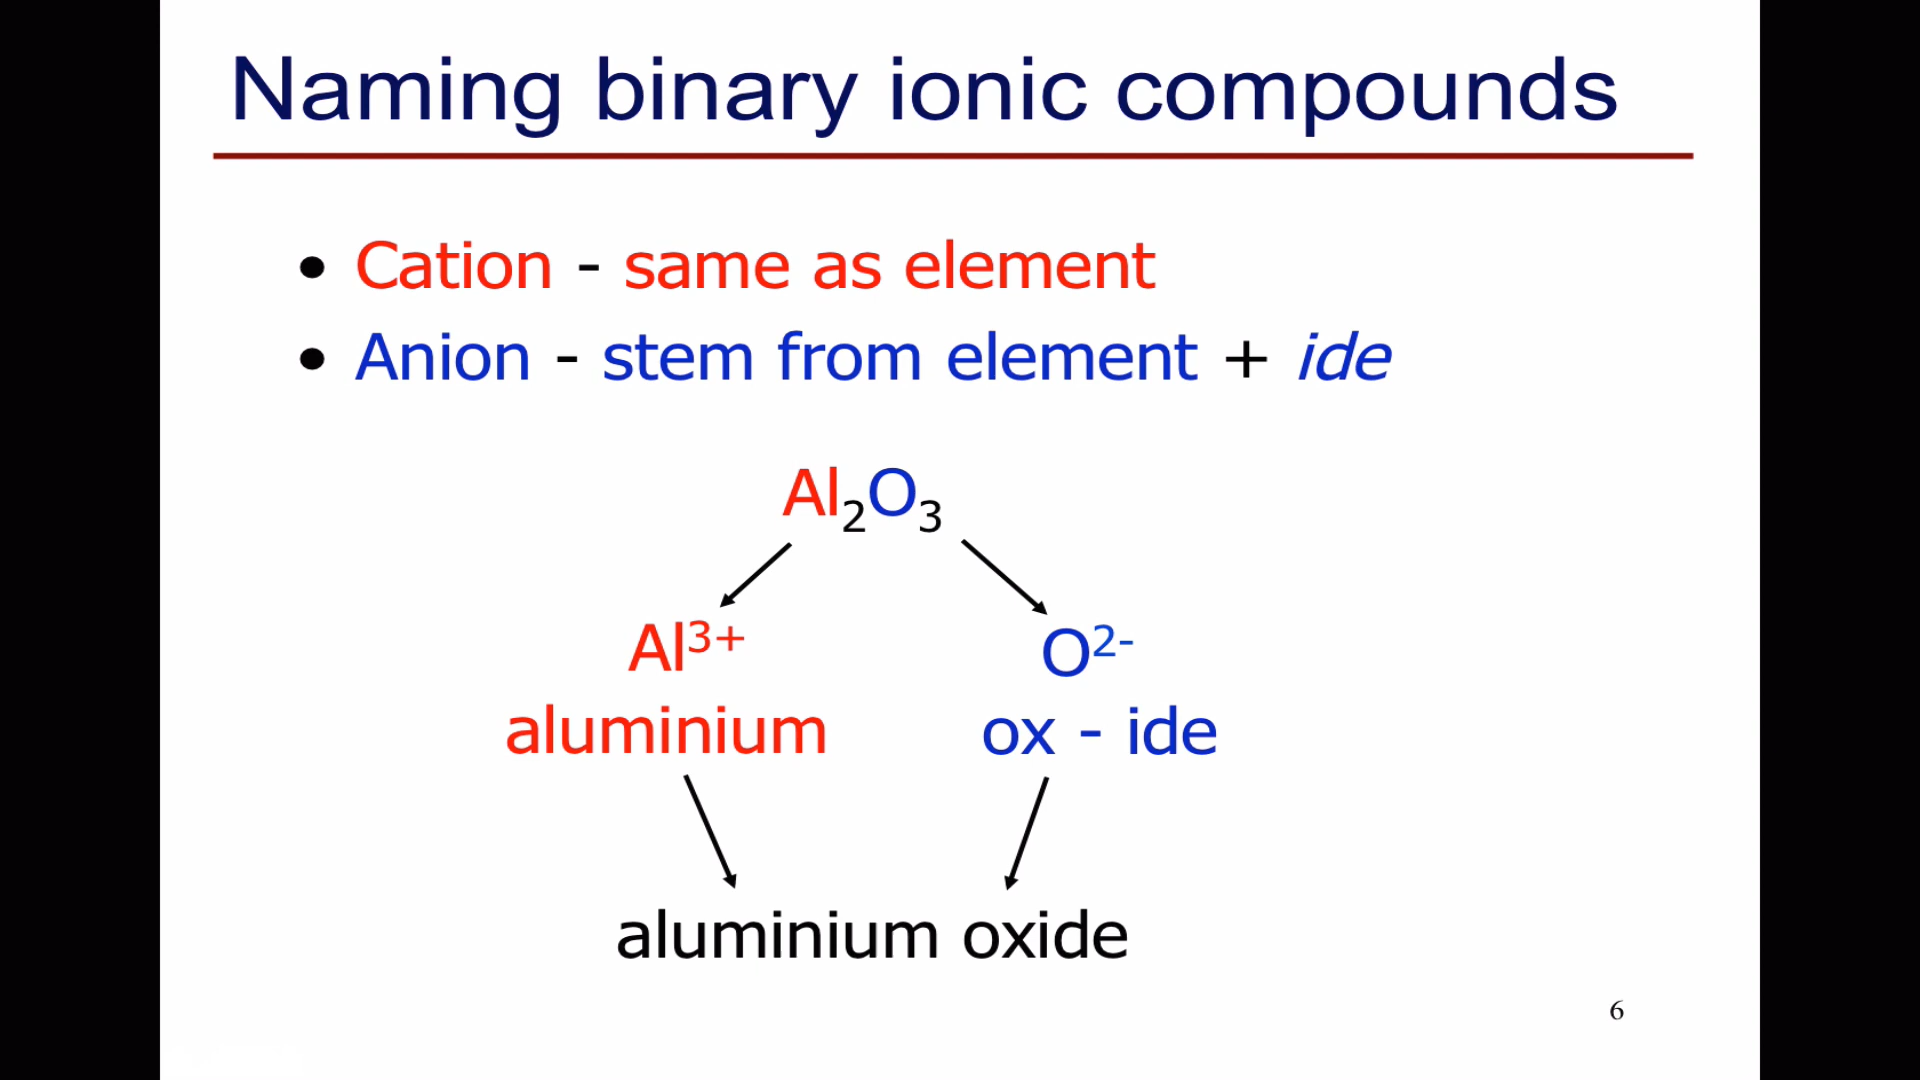 Naming binary ionic compounds
• Cation - same as element
• Anion - stem from element + ide
Al₂O₃
Al³⁺ O²⁻
aluminium ox - ide
aluminium oxide
6